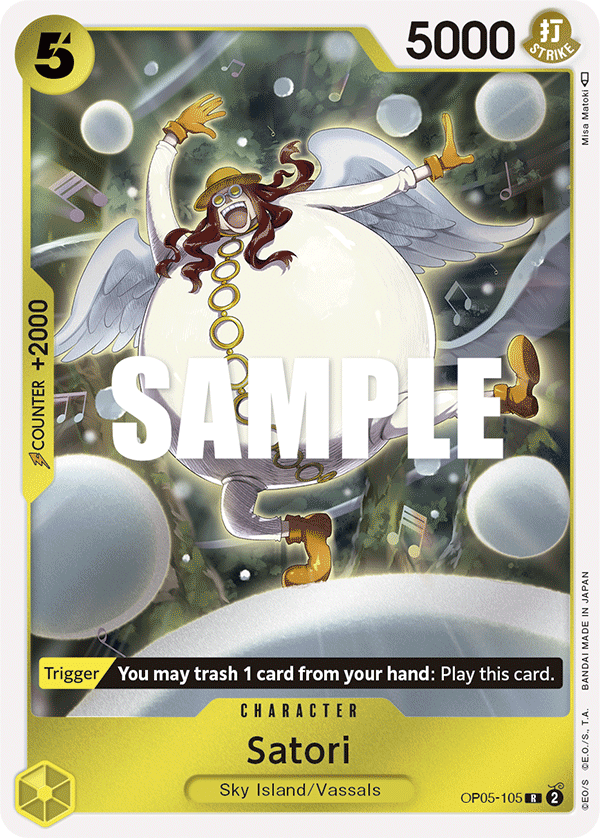 5
5000
打
STRIKE
Misa Matoki
COUNTER +2000
SAMPLE
Trigger You may trash 1 card from your hand: Play this card.
CHARACTER
Satori
Sky Island/Vassals
OP05-105 R 2
©EO/S ©E.O./S., T.A. BANDAI MADE IN JAPAN